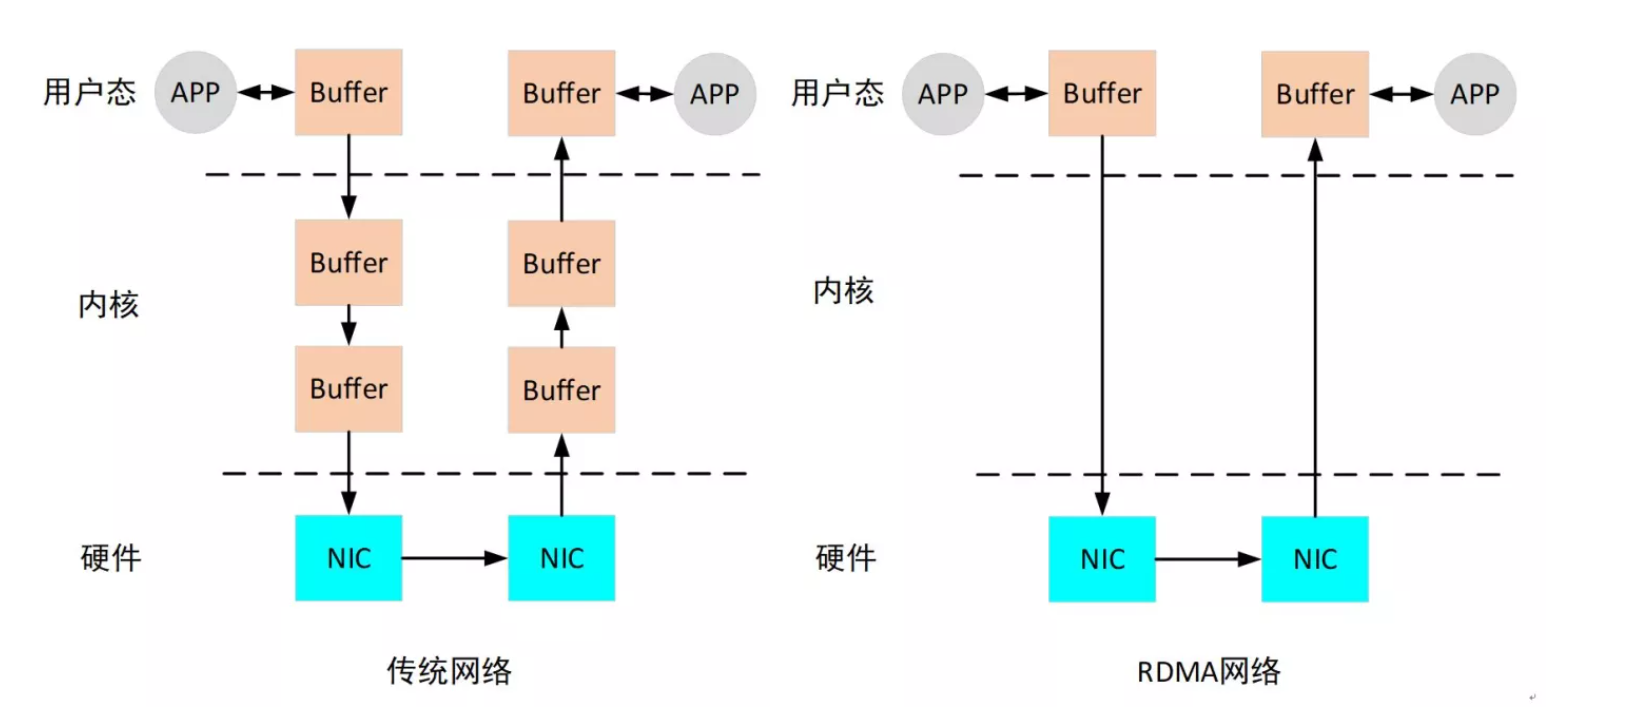 用户态 APP Buffer Buffer APP
内核 Buffer Buffer
Buffer Buffer
硬件 NIC NIC
传统网络
用户态 APP Buffer Buffer APP
内核
硬件 NIC NIC
RDMA网络